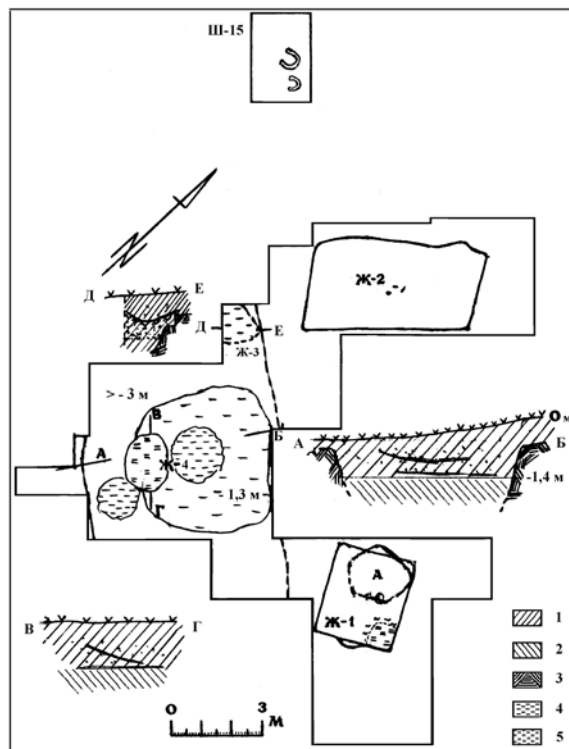 Ш-15
Ж-2
Д Е
Д Е
Ж-3
> - 3 м
В
А Б
Ж-4
Г
- 1,3 м
0 м
А Б
-1,4 м
А
Ж-1
В Г
0 3
м
1
2
3
4
5